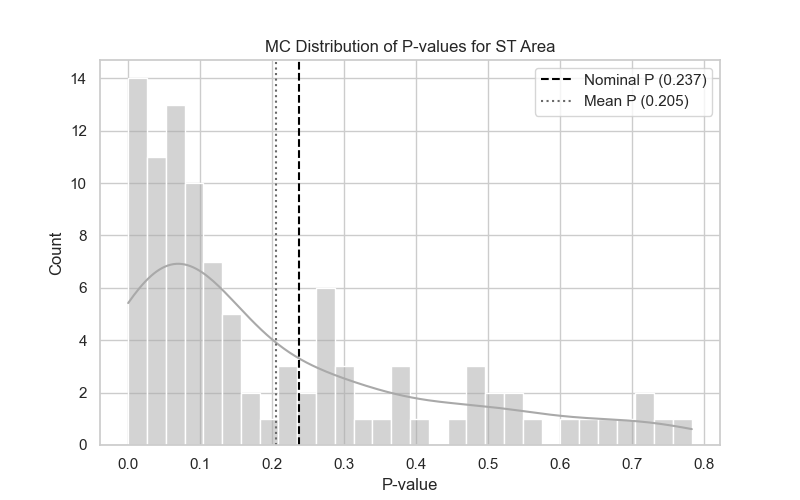 MC Distribution of P-values for ST Area
Nominal P (0.237)
Mean P (0.205)
Count
14
12
10
8
6
4
2
0
0.0 0.1 0.2 0.3 0.4 0.5 0.6 0.7 0.8
P-value